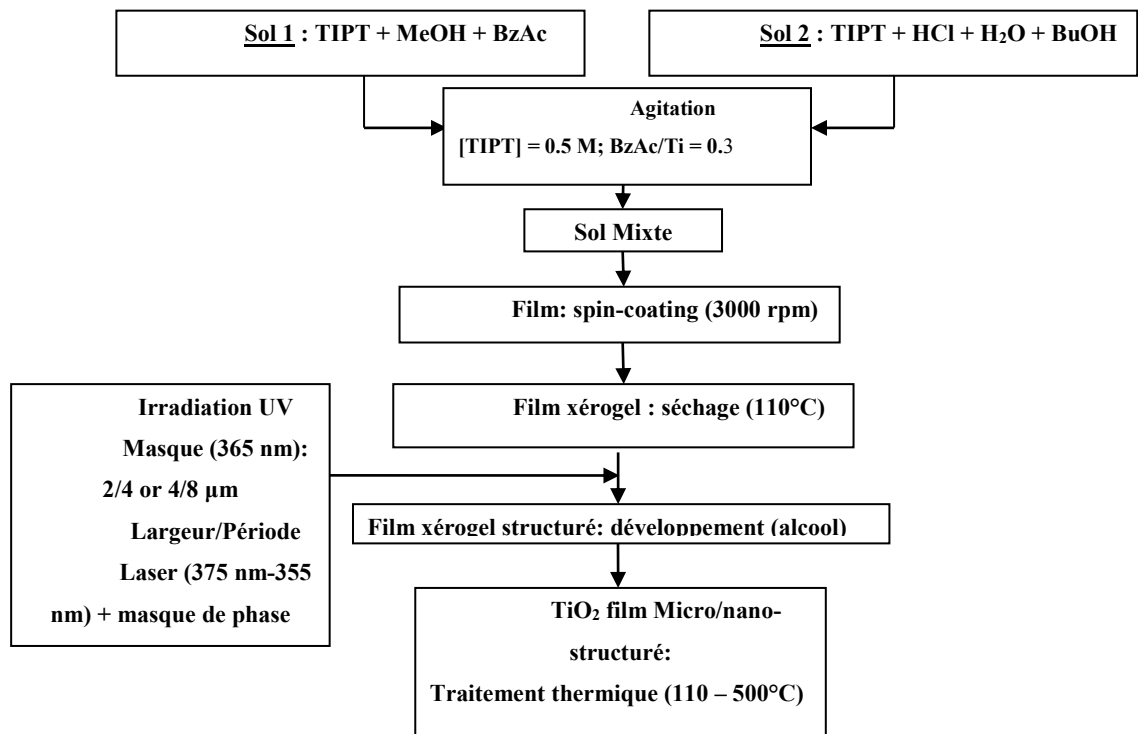 Sol 1 : TIPT + MeOH + BzAc
Sol 2 : TIPT + HCl + H₂O + BuOH
Agitation
[TIPT] = 0.5 M; BzAc/Ti = 0.3
Sol Mixte
Film: spin-coating (3000 rpm)
Film xérogel : séchage (110°C)
Irradiation UV
Masque (365 nm):
2/4 or 4/8 µm
Largeur/Période
Laser (375 nm-355
nm) + masque de phase
Film xérogel structuré: développement (alcool)
TiO₂ film Micro/nano-
structuré:
Traitement thermique (110 – 500°C)